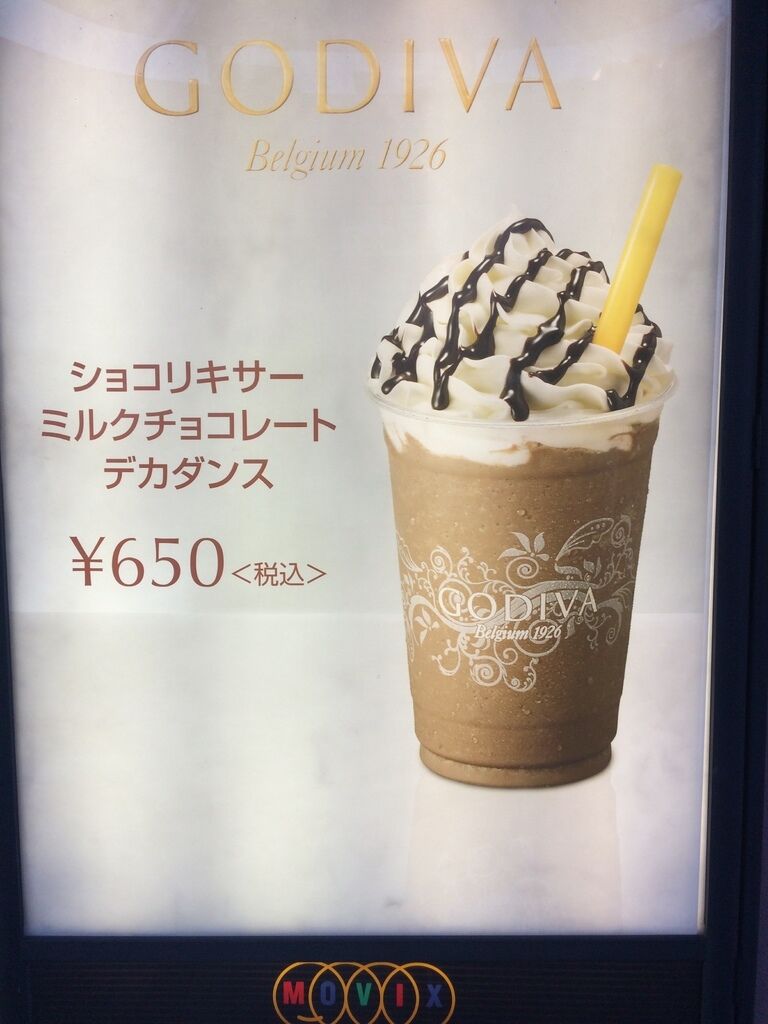 GODIVA
Belgium 1926
ショコリキサー
ミルクチョコレート
デカダンス
¥650<税込>
GODIVA
Belgium 1926
MOVIX